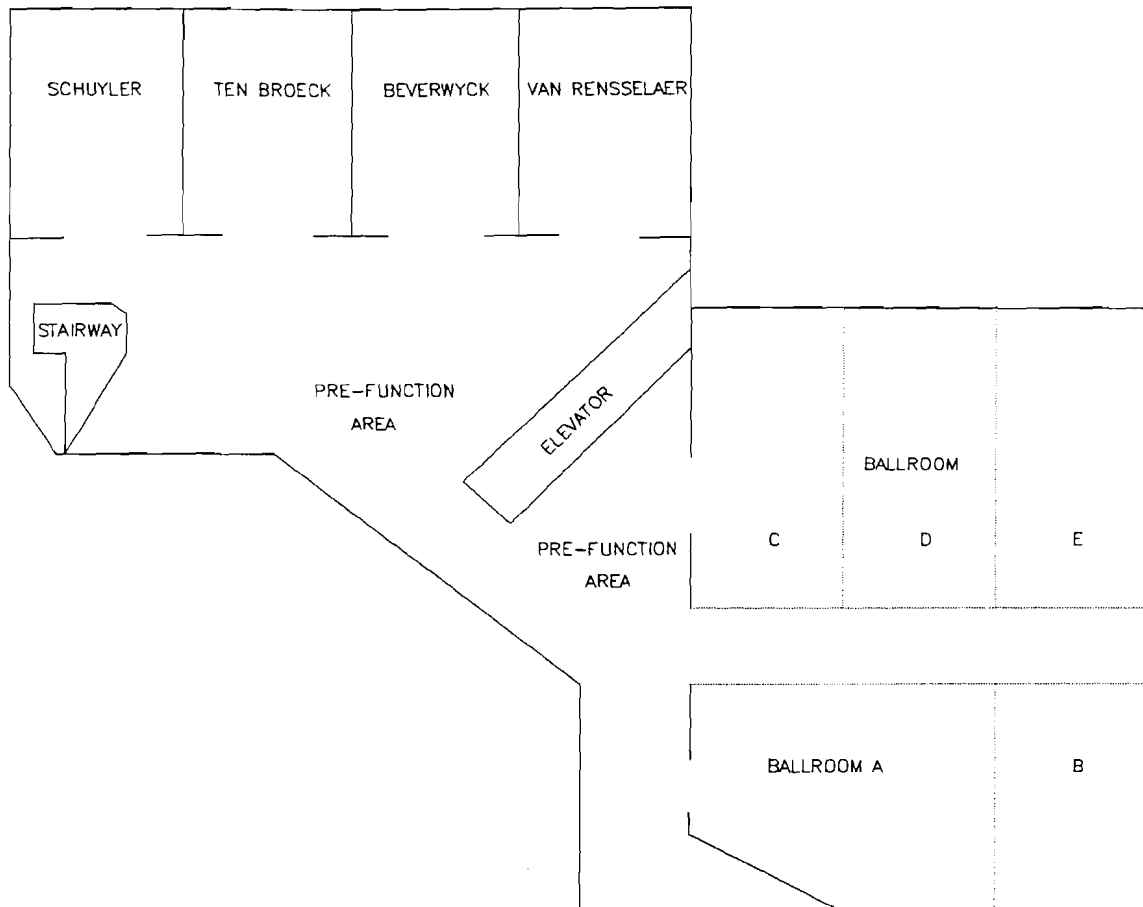 SCHUYLER
TEN BROECK
BEVERWYCK
VAN RENSSELAER
STAIRWAY
PRE-FUNCTION
AREA
ELEVATOR
BALLROOM
C
D
E
PRE-FUNCTION
AREA
BALLROOM A
B